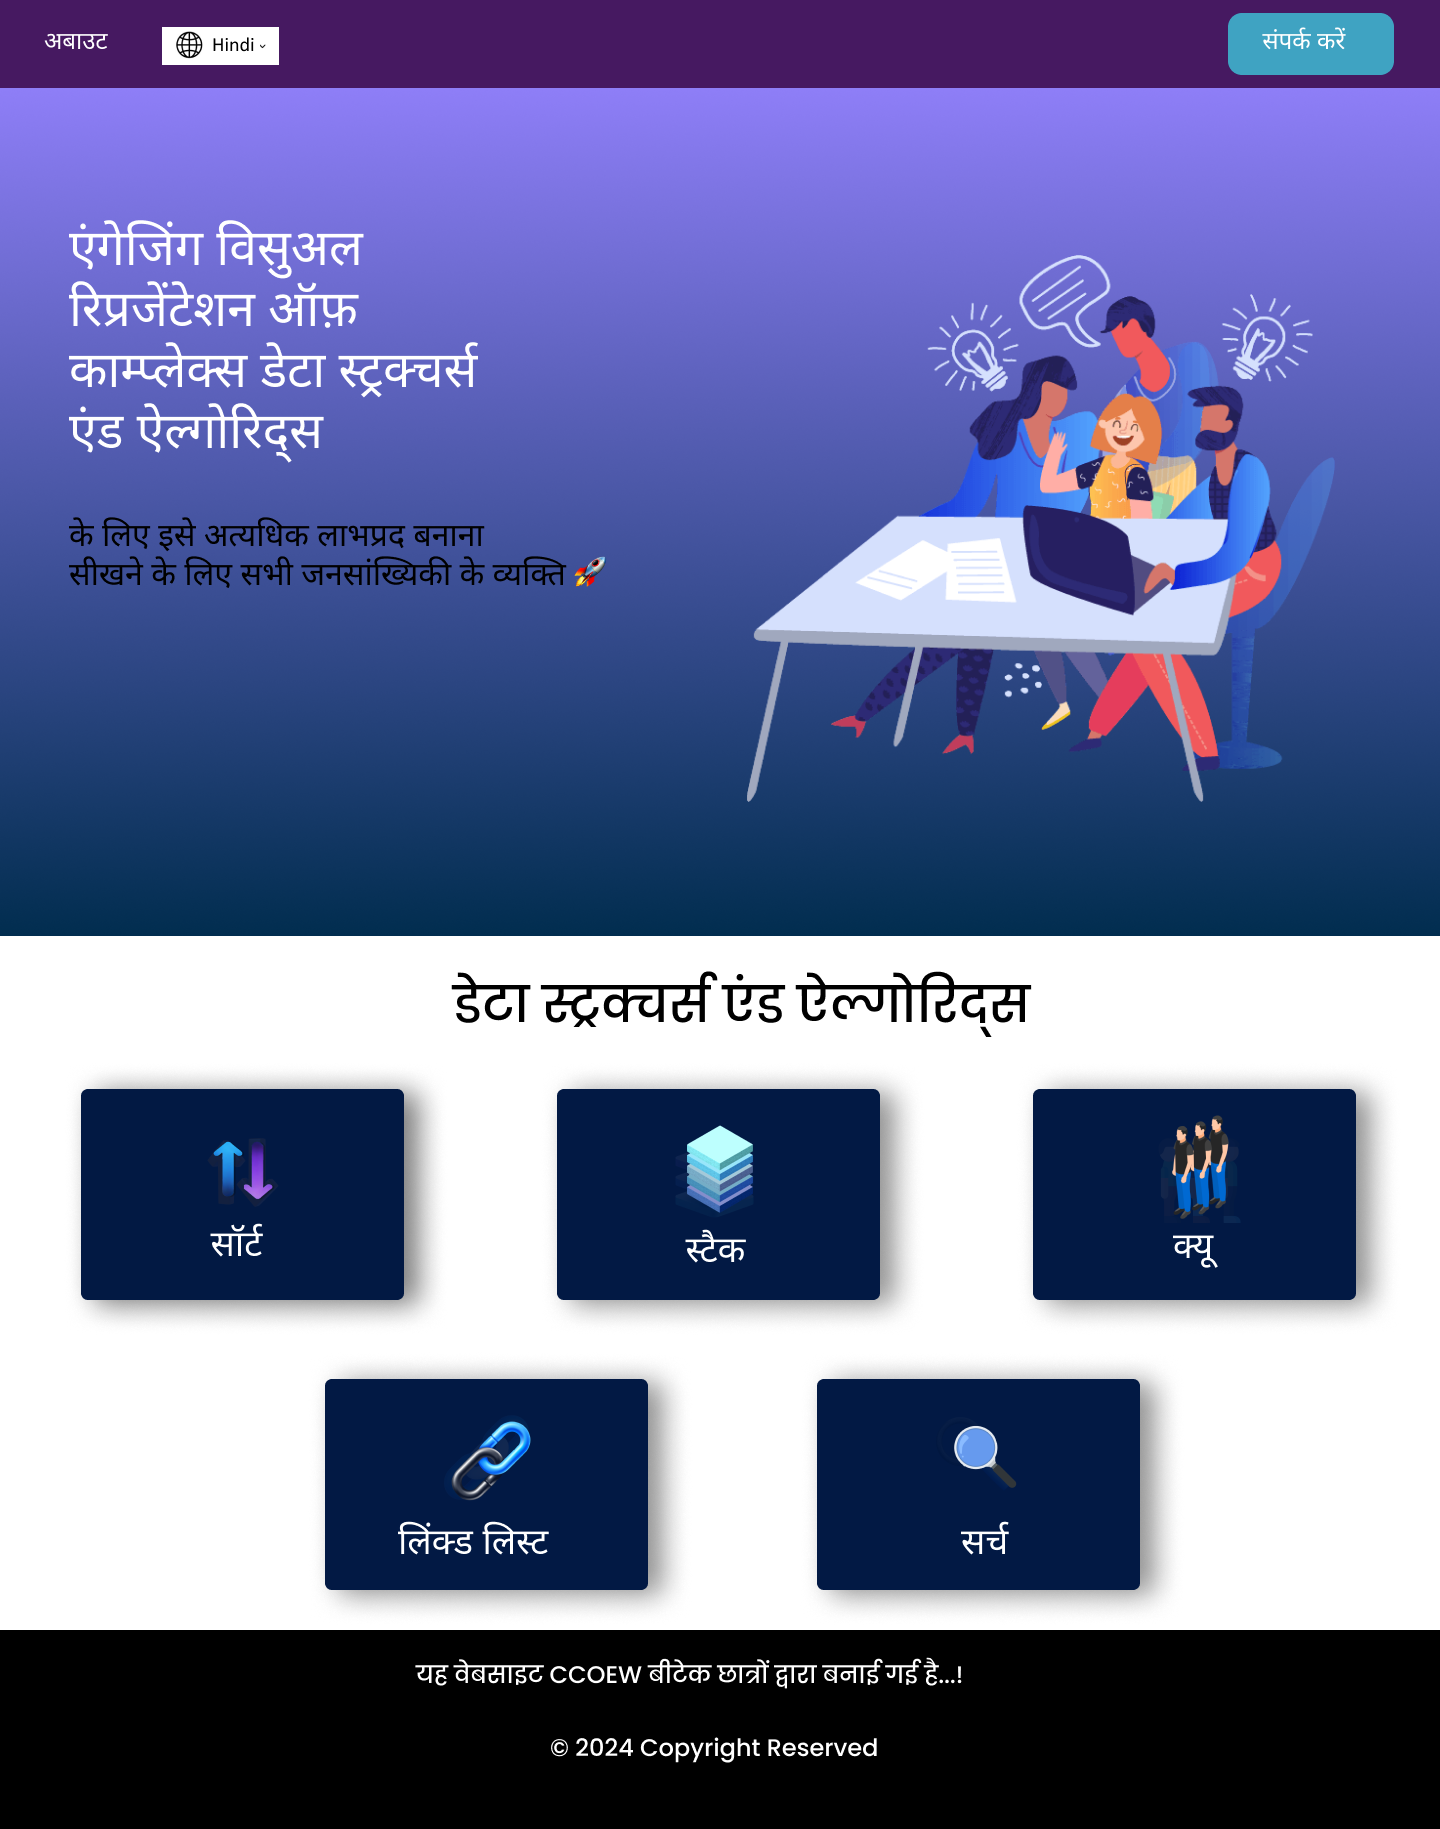 अबाउट
Hindi
संपर्क करें
एंगेजिंग विसुअल
रिप्रजेंटेशन ऑफ़
काम्प्लेक्स डेटा स्ट्रक्चर्स
एंड ऐल्गोरिद्स
के लिए इसे अत्यधिक लाभप्रद बनाना
सीखने के लिए सभी जनसांख्यिकी के व्यक्ति 🚀
डेटा स्ट्रक्चर्स एंड ऐल्गोरिद्स
सॉर्ट
स्टैक
क्यू
लिंक्ड लिस्ट
सर्च
यह वेबसाइट CCOEW बीटेक छात्रों द्वारा बनाई गई है...!
© 2024 Copyright Reserved